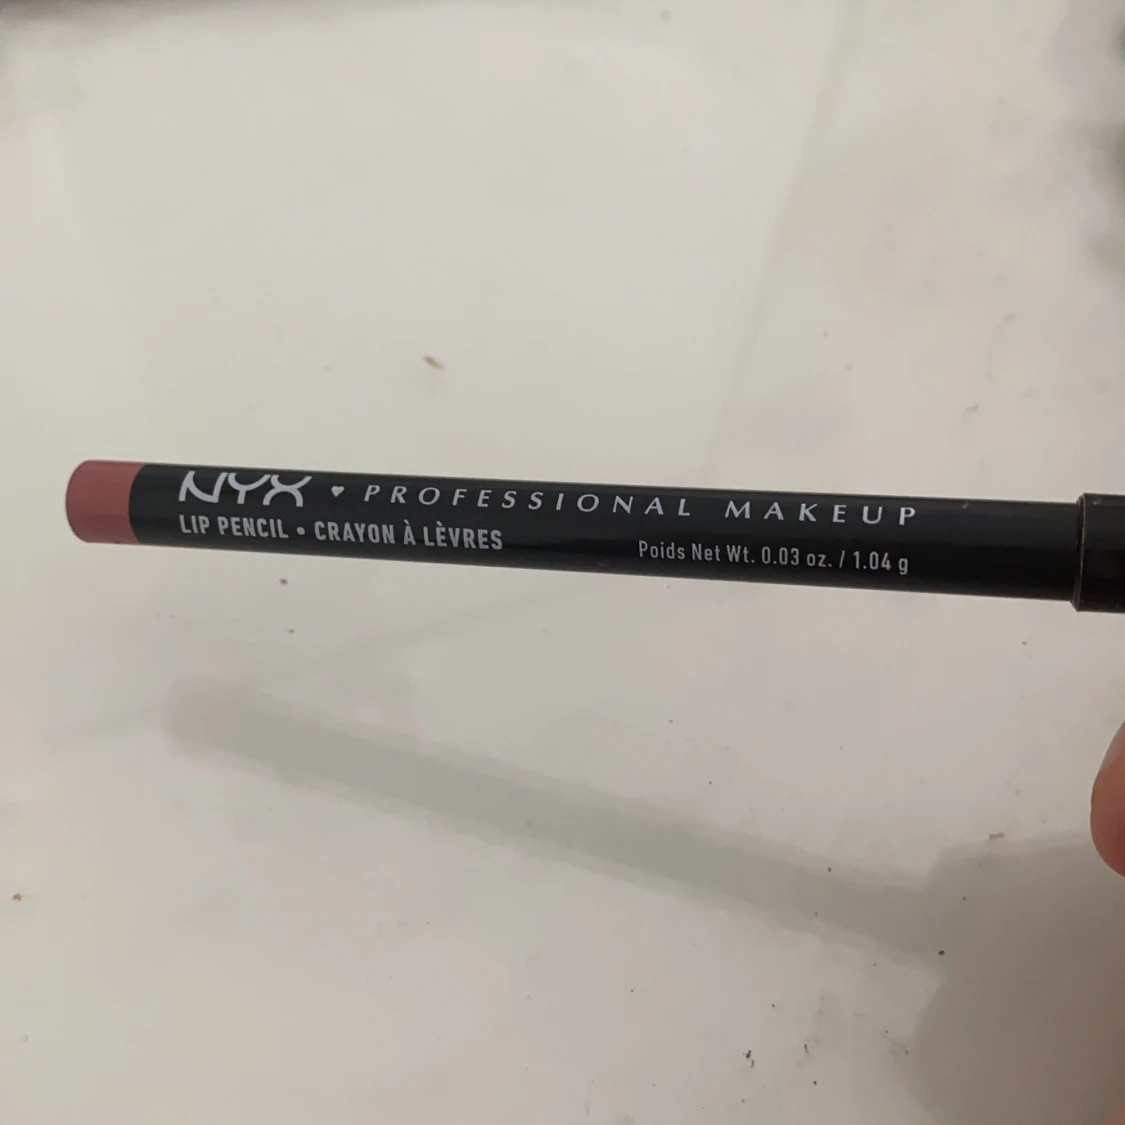 NYX ♥ PROFESSIONAL MAKEUP
LIP PENCIL • CRAYON À LÈVRES
Poids Net Wt. 0.03 oz. / 1.04 g